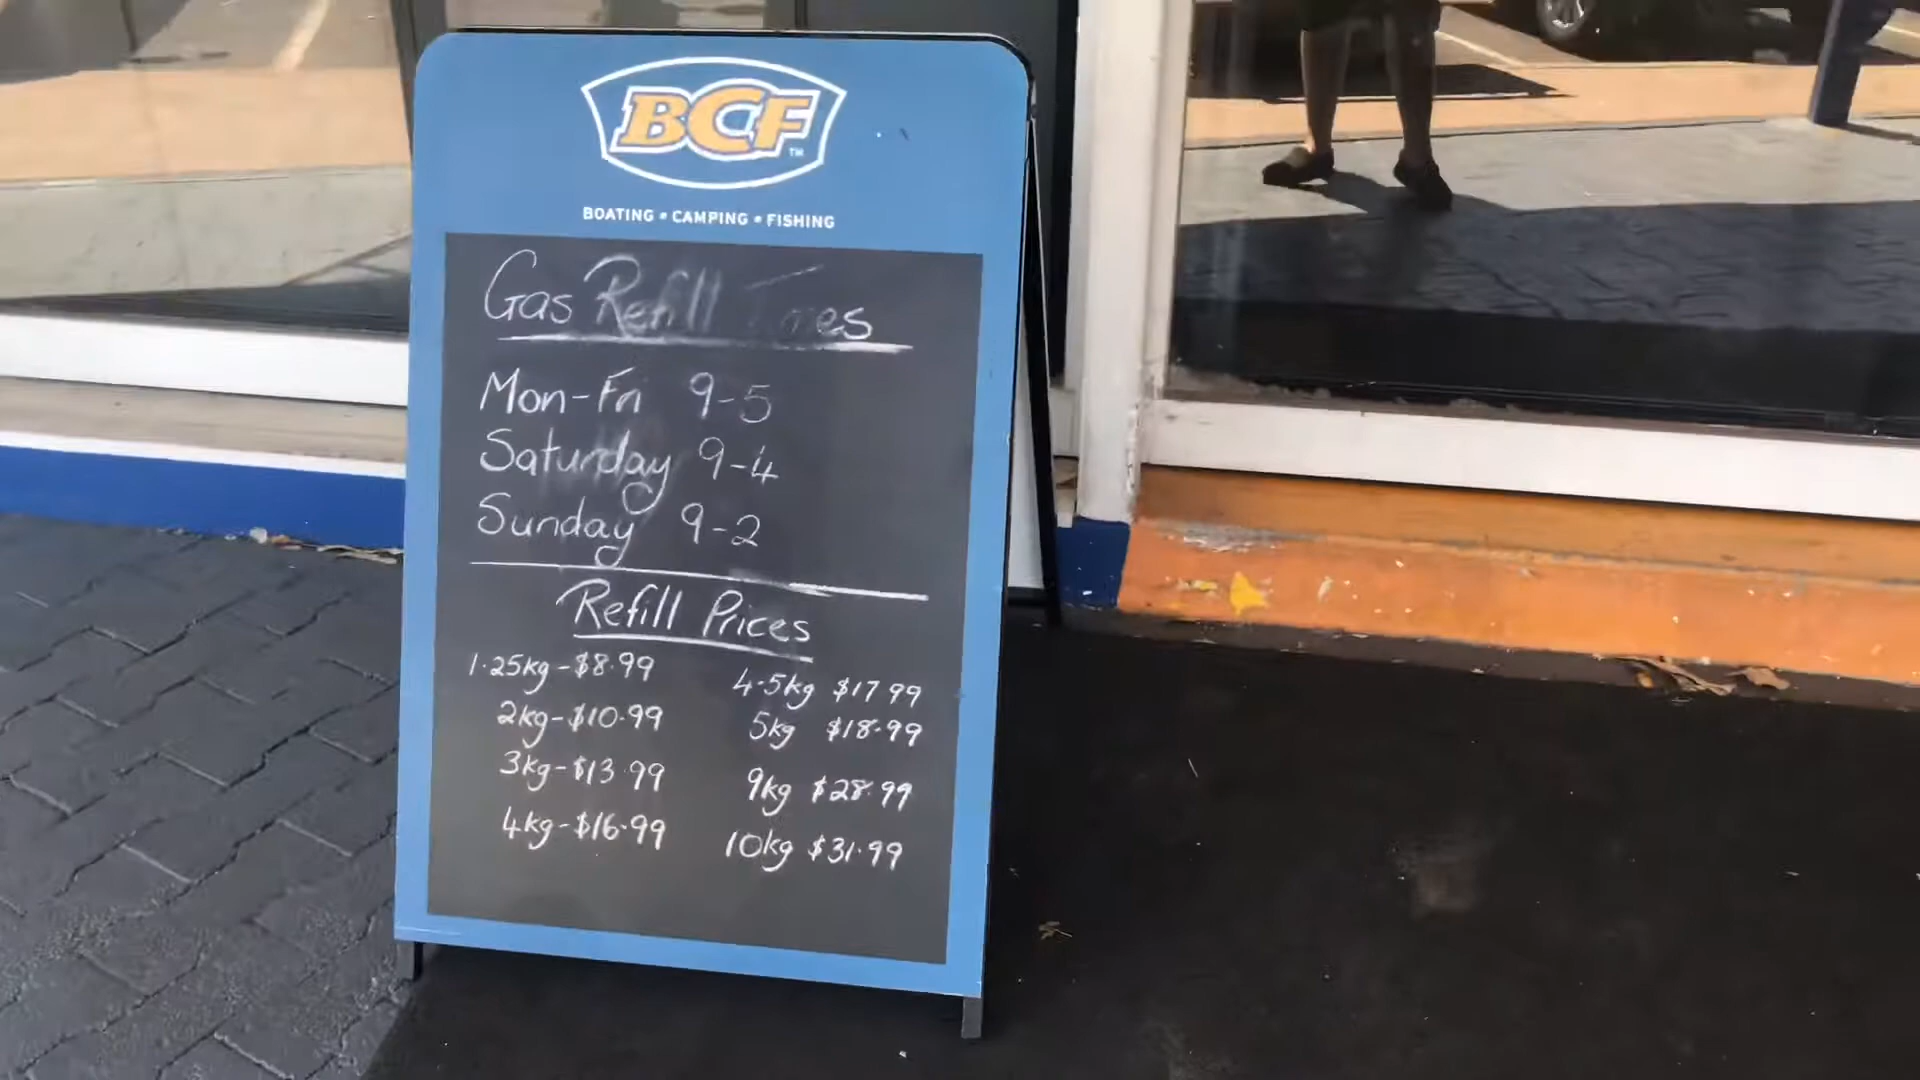 BCF
TM
BOATING • CAMPING • FISHING
Gas Refill Times
Mon-Fri 9-5
Saturday 9-4
Sunday 9-2
Refill Prices
1.25kg-$8.99
2kg-$10.99
3kg-$13.99
4kg-$16.99
4.5kg $17.99
5kg $18.99
9kg $28.99
10kg $31.99